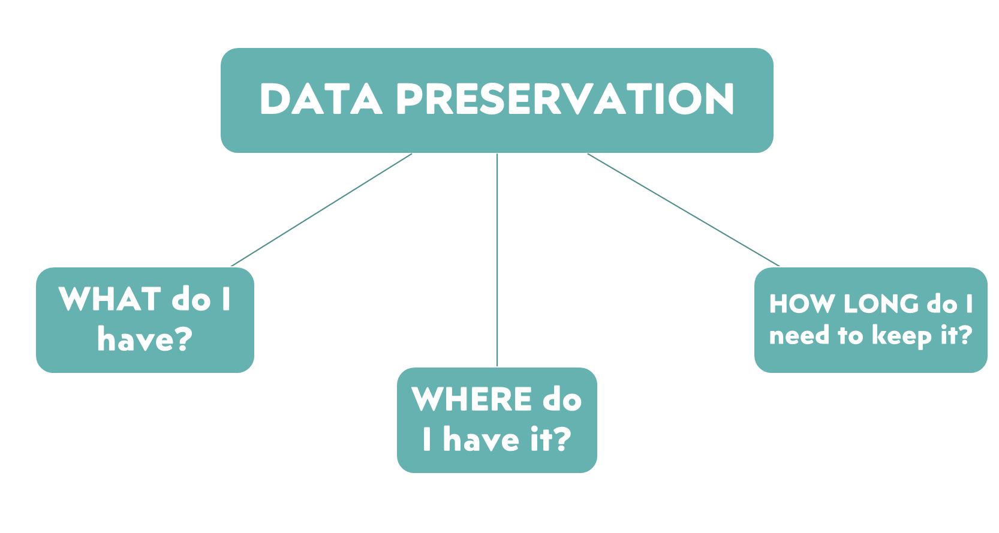 DATA PRESERVATION
WHAT do I
have?
WHERE do
I have it?
HOW LONG do I
need to keep it?